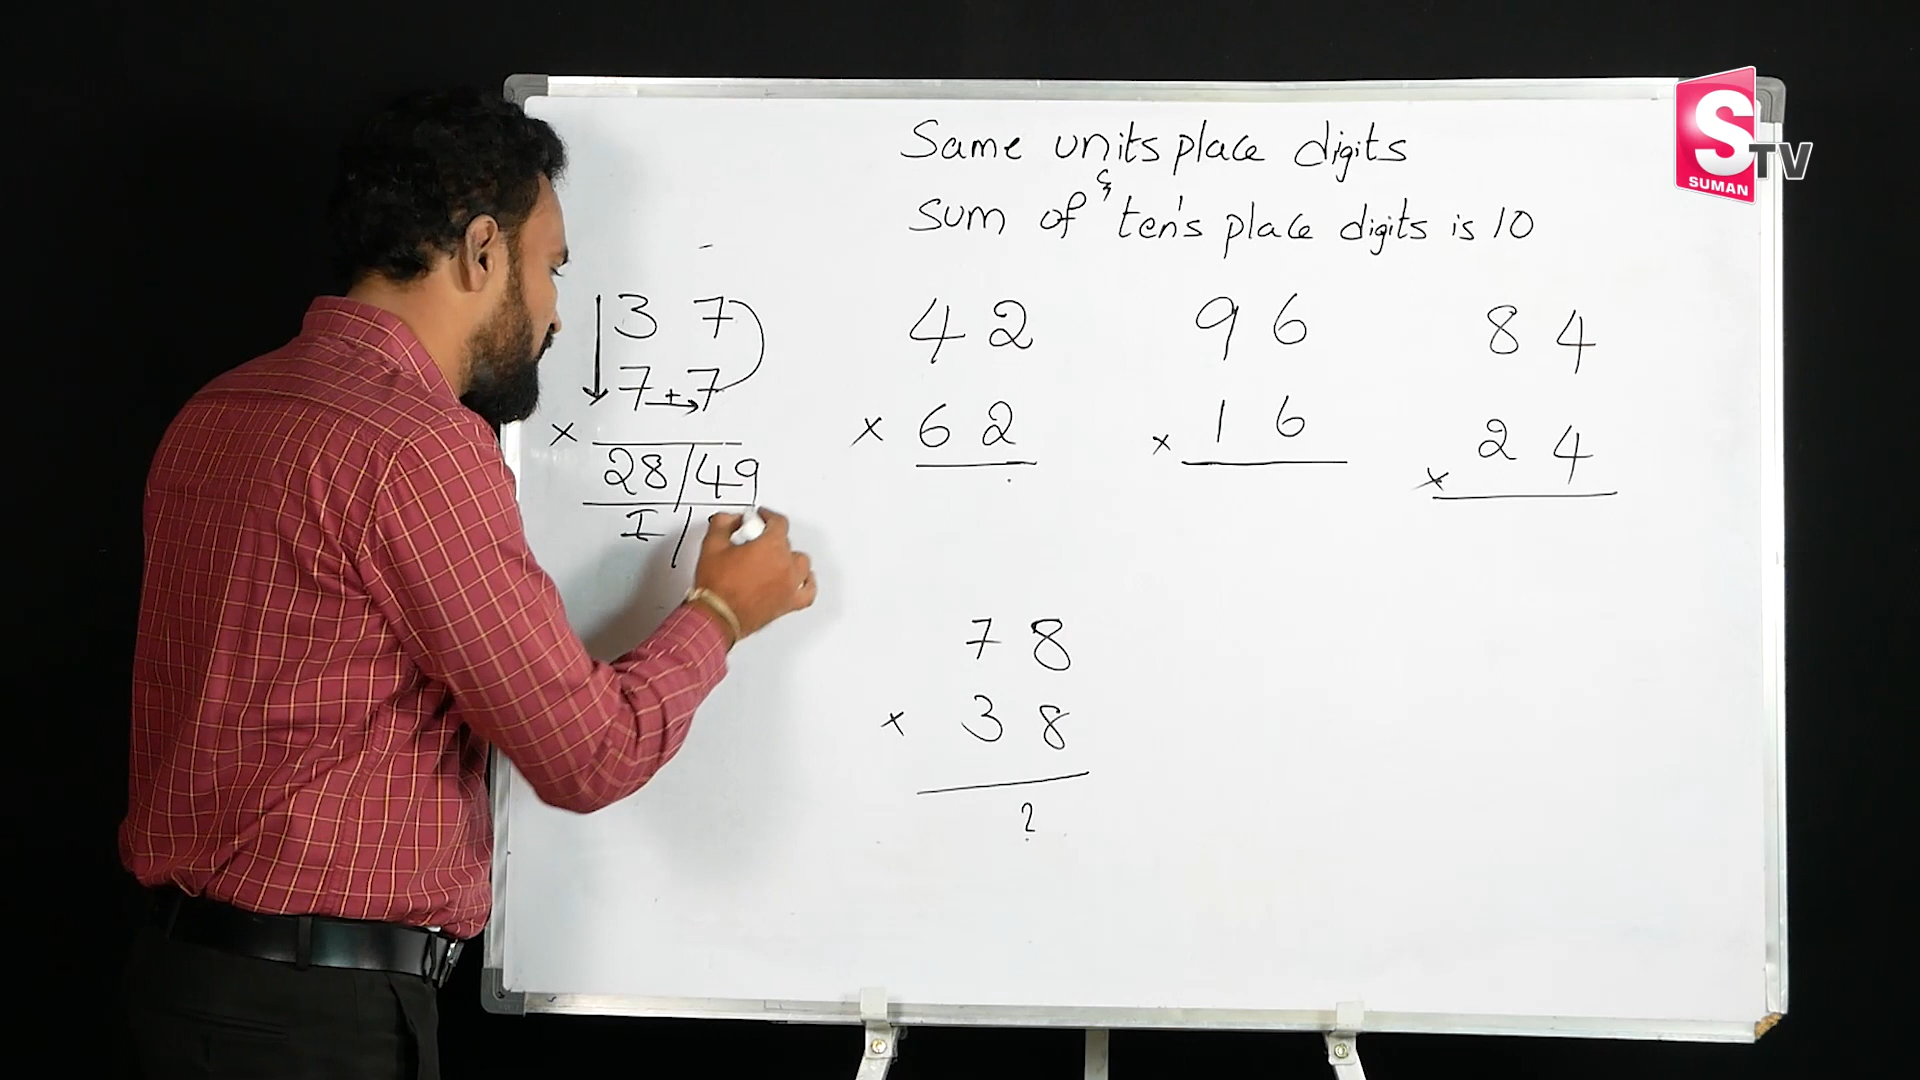 Same units place digits
&
Sum of ten's place digits is 10
S TV
SUMAN
3 7
7 + 7
×
28/49
I/
4 2
× 6 2
9 6
× 1 6
8 4
× 2 4
7 8
× 3 8
?